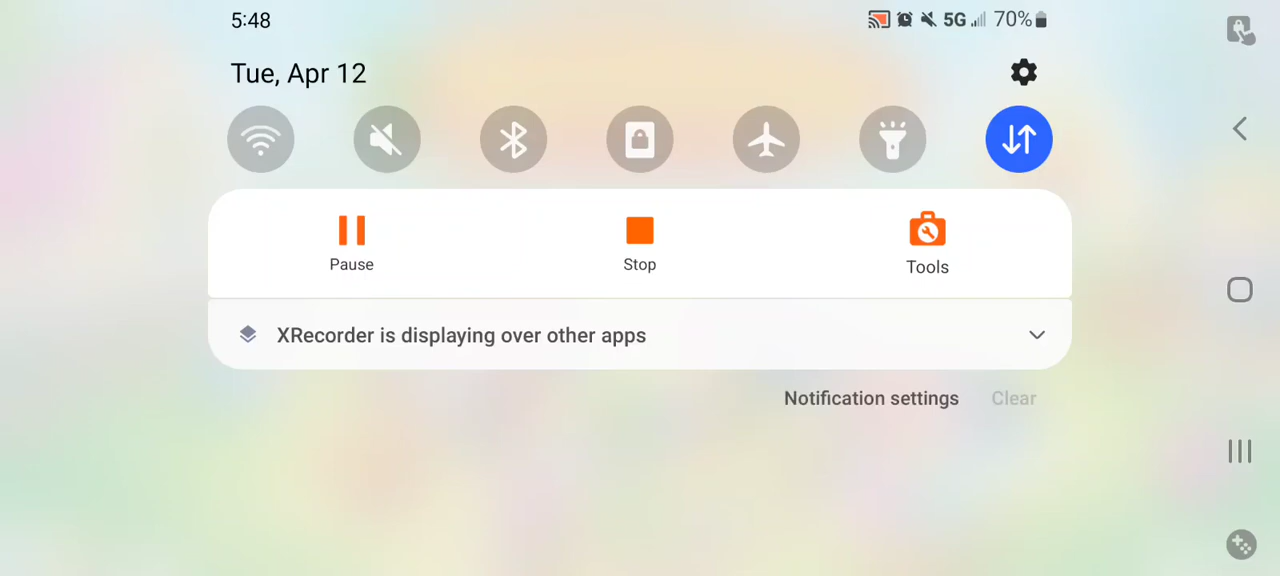 5:48
5G 70%
Tue, Apr 12
Pause
Stop
Tools
XRecorder is displaying over other apps
Notification settings
Clear